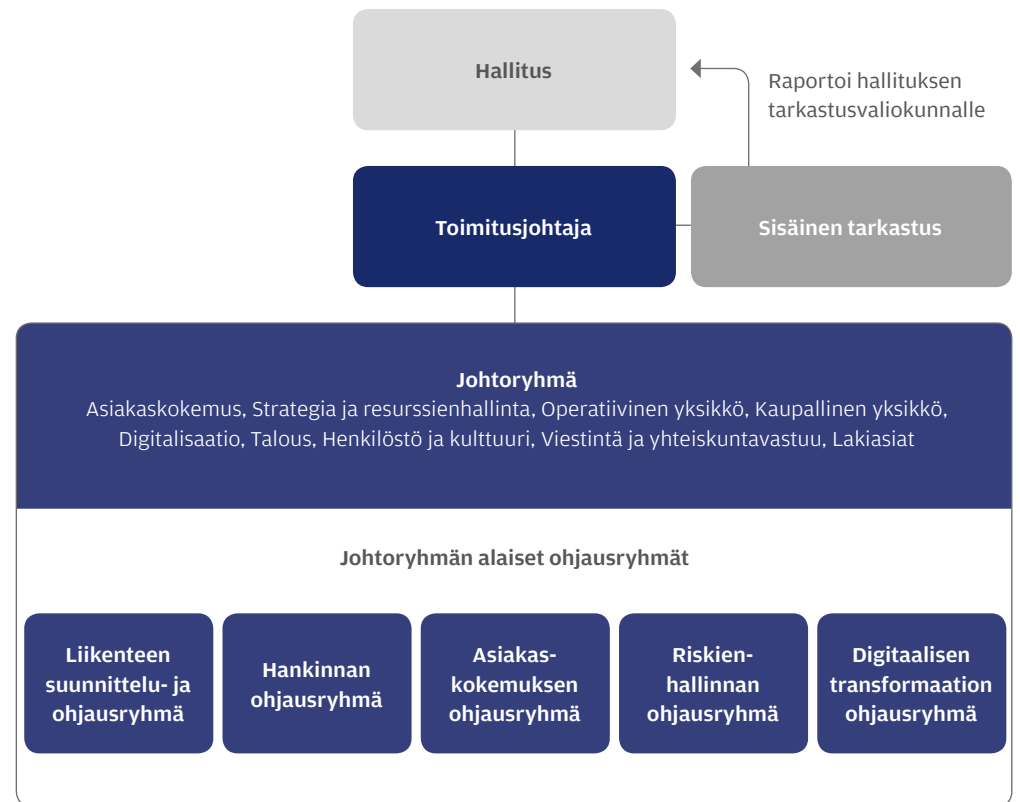 Hallitus
Raportoi hallituksen
tarkastusvaliokunnalle
Toimitusjohtaja
Sisäinen tarkastus
Johtoryhmä
Asiakaskokemus, Strategia ja resurssienhallinta, Operatiivinen yksikkö, Kaupallinen yksikkö,
Digitalisaatio, Talous, Henkilöstö ja kulttuuri, Viestintä ja yhteiskuntavastuu, Lakiasiat
Johtoryhmän alaiset ohjausryhmät
Liikenteen
suunnittelu- ja
ohjausryhmä
Hankinnan
ohjausryhmä
Asiakas-
kokemuksen
ohjausryhmä
Riskien-
hallinnan
ohjausryhmä
Digitaalisen
transformaation
ohjausryhmä